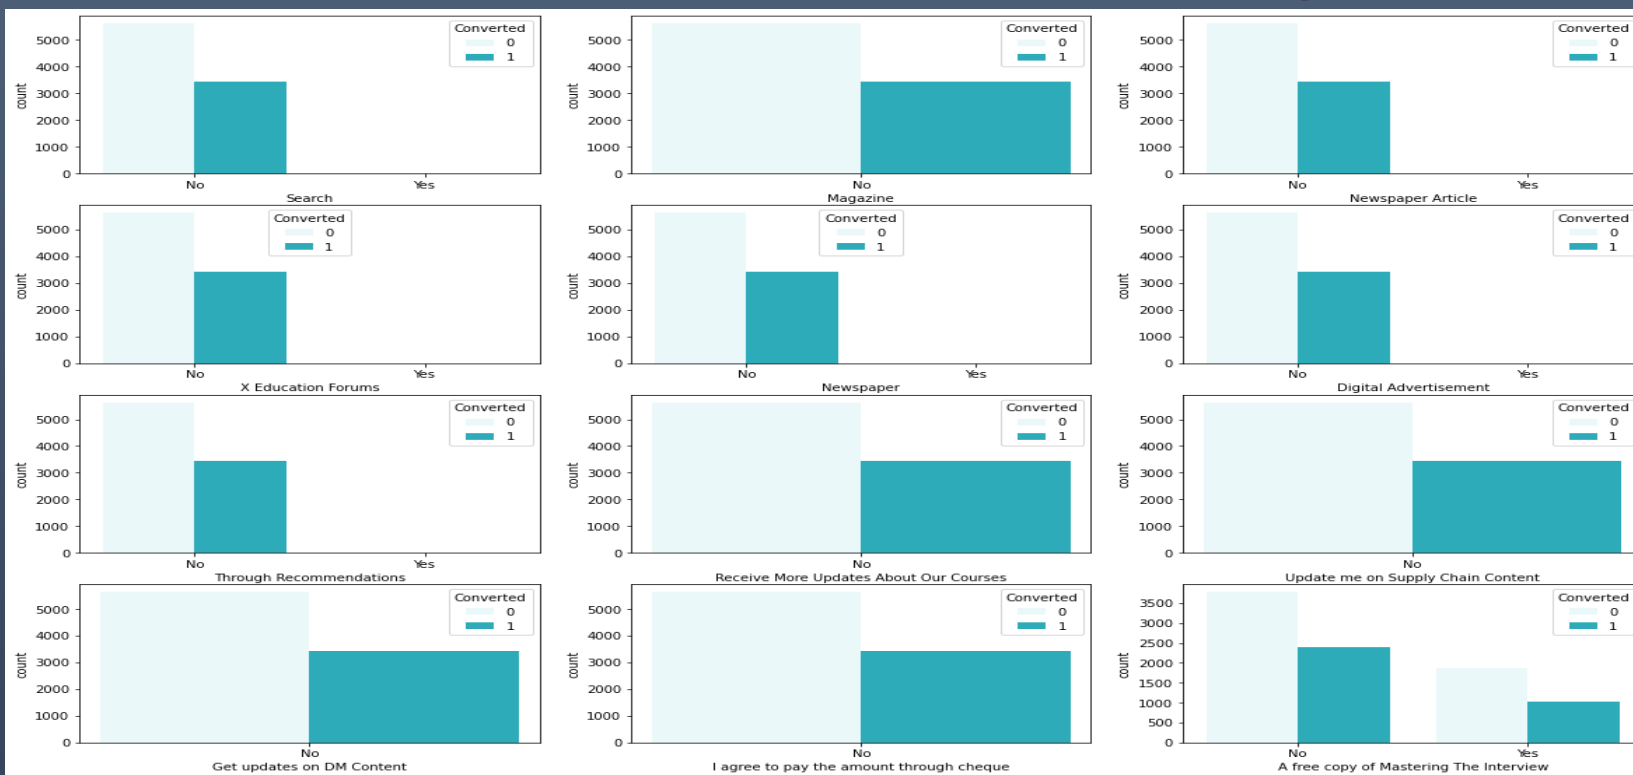 Converted
0
1
5000
4000
3000
2000
1000
0
count
No Yes
Search
Converted
0
1
5000
4000
3000
2000
1000
0
count
No
Magazine
Converted
0
1
5000
4000
3000
2000
1000
0
count
No Yes
Newspaper Article
Converted
0
1
5000
4000
3000
2000
1000
0
count
No Yes
X Education Forums
Converted
0
1
5000
4000
3000
2000
1000
0
count
No Yes
Newspaper
Converted
0
1
5000
4000
3000
2000
1000
0
count
No Yes
Digital Advertisement
Converted
0
1
5000
4000
3000
2000
1000
0
count
No Yes
Through Recommendations
Converted
0
1
5000
4000
3000
2000
1000
0
count
No
Receive More Updates About Our Courses
Converted
0
1
5000
4000
3000
2000
1000
0
count
No
Update me on Supply Chain Content
Converted
0
1
5000
4000
3000
2000
1000
0
count
No
Get updates on DM Content
Converted
0
1
5000
4000
3000
2000
1000
0
count
No
I agree to pay the amount through cheque
Converted
0
1
3500
3000
2500
2000
1500
1000
500
0
count
No Yes
A free copy of Mastering The Interview